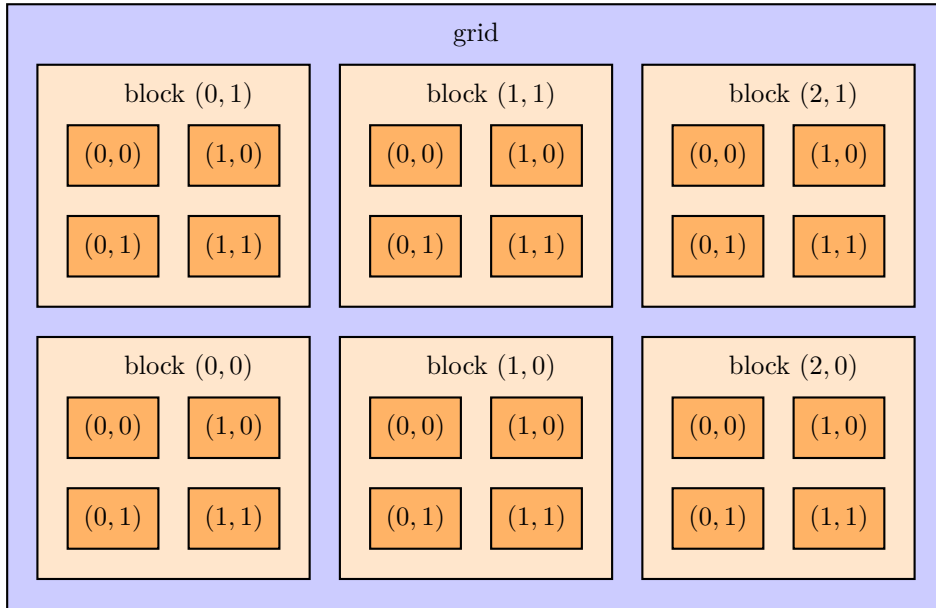 grid
block (0, 1) block (1, 1) block (2, 1)
(0, 0) (1, 0) (0, 0) (1, 0) (0, 0) (1, 0)
(0, 1) (1, 1) (0, 1) (1, 1) (0, 1) (1, 1)
block (0, 0) block (1, 0) block (2, 0)
(0, 0) (1, 0) (0, 0) (1, 0) (0, 0) (1, 0)
(0, 1) (1, 1) (0, 1) (1, 1) (0, 1) (1, 1)